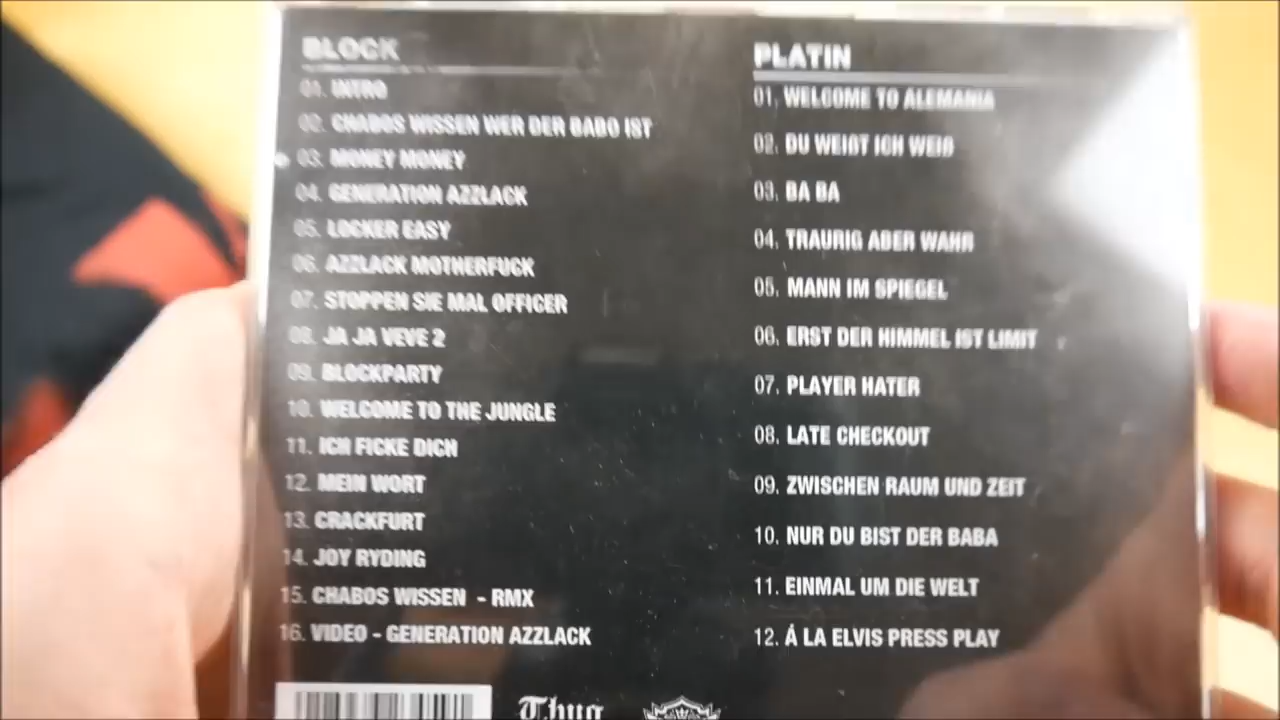 BLOCK
01. INTRO
02. CHABOS WISSEN WER DER BABO IST
03. MONEY MONEY
04. GENERATION AZZLACK
05. LOCKER EASY
06. AZZLACK MOTHERFUCK
07. STOPPEN SIE MAL OFFICER
08. JA JA VEVE 2
09. BLOCKPARTY
10. WELCOME TO THE JUNGLE
11. ICH FICKE DICH
12. MEIN WORT
13. CRACKFURT
14. JOY RYDING
15. CHABOS WISSEN - RMX
16. VIDEO - GENERATION AZZLACK
PLATIN
01. WELCOME TO ALEMANIA
02. DU WEIßT ICH WEIß
03. BA BA
04. TRAURIG ABER WAHR
05. MANN IM SPIEGEL
06. ERST DER HIMMEL IST LIMIT
07. PLAYER HATER
08. LATE CHECKOUT
09. ZWISCHEN RAUM UND ZEIT
10. NUR DU BIST DER BABA
11. EINMAL UM DIE WELT
12. Á LA ELVIS PRESS PLAY
Thug